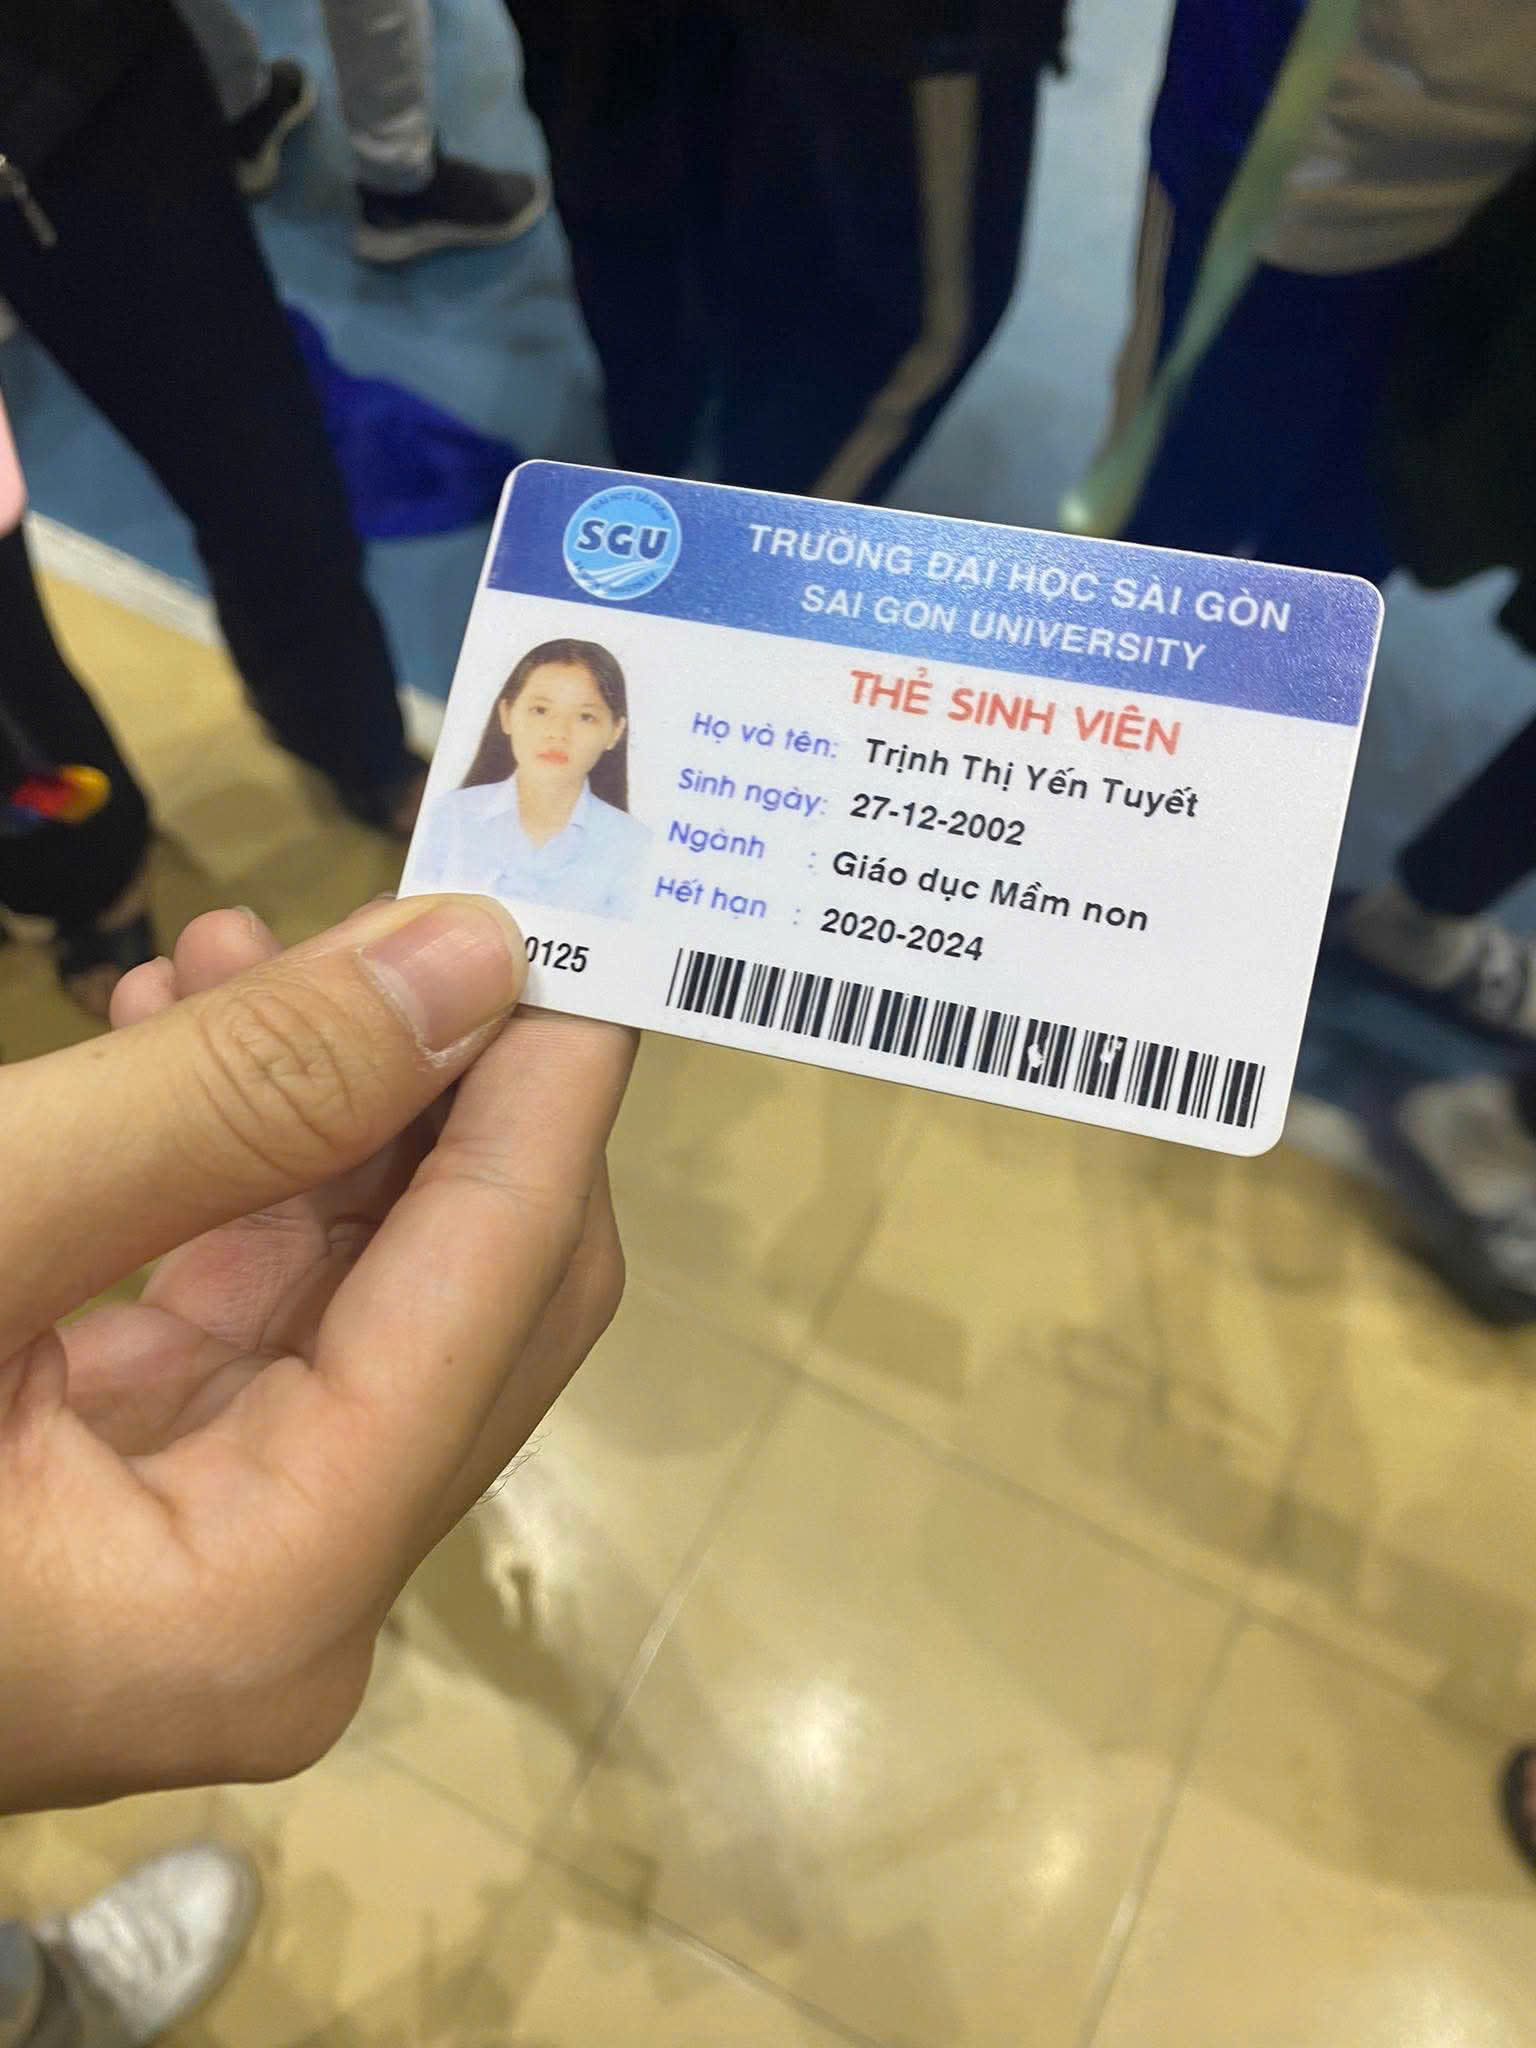 SGU
TRƯỜNG ĐẠI HỌC SÀI GÒN
SAI GON UNIVERSITY
THẺ SINH VIÊN
Họ và tên: Trịnh Thị Yến Tuyết
Sinh ngày: 27-12-2002
Ngành : Giáo dục Mầm non
Hết hạn : 2020-2024
0125